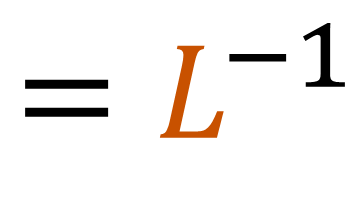 = L⁻¹